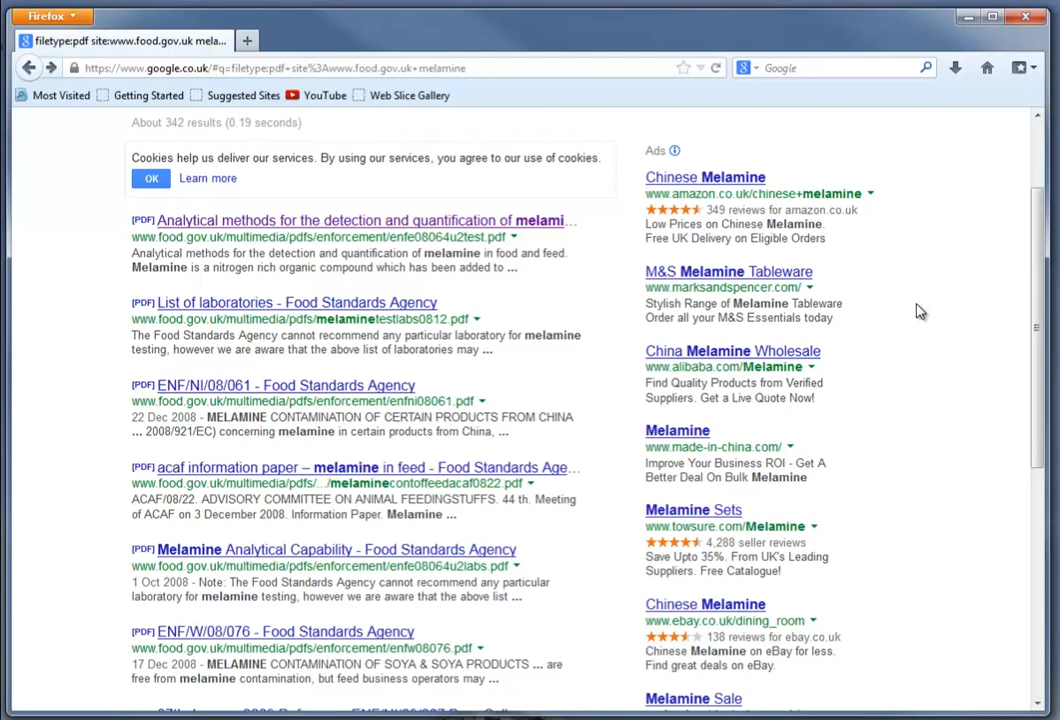 Firefox
filetype:pdf site:www.food.gov.uk mela...
https://www.google.co.uk/#q=filetype:pdf+site%3Awww.food.gov.uk+melamine
Google
Most Visited Getting Started Suggested Sites YouTube Web Slice Gallery
About 342 results (0.19 seconds)
Cookies help us deliver our services. By using our services, you agree to our use of cookies.
OK Learn more
[PDF] Analytical methods for the detection and quantification of melami...
www.food.gov.uk/multimedia/pdfs/enforcement/enfe08064u2test.pdf
Analytical methods for the detection and quantification of melamine in food and feed.
Melamine is a nitrogen rich organic compound which has been added to ...
[PDF] List of laboratories - Food Standards Agency
www.food.gov.uk/multimedia/pdfs/melaminetestlabs0812.pdf
The Food Standards Agency cannot recommend any particular laboratory for melamine
testing, however we are aware that the above list of laboratories may ...
[PDF] ENF/NI/08/061 - Food Standards Agency
www.food.gov.uk/multimedia/pdfs/enforcement/enfni08061.pdf
22 Dec 2008 - MELAMINE CONTAMINATION OF CERTAIN PRODUCTS FROM CHINA
... 2008/921/EC) concerning melamine in certain products from China, ...
[PDF] acaf information paper – melamine in feed - Food Standards Age...
www.food.gov.uk/multimedia/pdfs/.../melaminecontoffeedacaf0822.pdf
ACAF/08/22. ADVISORY COMMITTEE ON ANIMAL FEEDINGSTUFFS. 44 th. Meeting
of ACAF on 3 December 2008. Information Paper. Melamine ...
[PDF] Melamine Analytical Capability - Food Standards Agency
www.food.gov.uk/multimedia/pdfs/enforcement/enfe08064u2labs.pdf
1 Oct 2008 - Note: The Food Standards Agency cannot recommend any particular
laboratory for melamine testing, however we are aware that the above list ...
[PDF] ENF/W/08/076 - Food Standards Agency
www.food.gov.uk/multimedia/pdfs/enforcement/enfw08076.pdf
17 Dec 2008 - MELAMINE CONTAMINATION OF SOYA & SOYA PRODUCTS ... are
free from melamine contamination, but feed business operators may ...
Ads
Chinese Melamine
www.amazon.co.uk/chinese+melamine
349 reviews for amazon.co.uk
Low Prices on Chinese Melamine.
Free UK Delivery on Eligible Orders
M&S Melamine Tableware
www.marksandspencer.com/
Stylish Range of Melamine Tableware
Order all your M&S Essentials today
China Melamine Wholesale
www.alibaba.com/Melamine
Find Quality Products from Verified
Suppliers. Get a Live Quote Now!
Melamine
www.made-in-china.com/
Improve Your Business ROI - Get A
Better Deal On Bulk Melamine
Melamine Sets
www.towsure.com/Melamine
4,288 seller reviews
Save Upto 35%. From UK's Leading
Suppliers. Free Catalogue!
Chinese Melamine
www.ebay.co.uk/dining_room
138 reviews for ebay.co.uk
Chinese Melamine on eBay for less.
Find great deals on eBay.
Melamine Sale